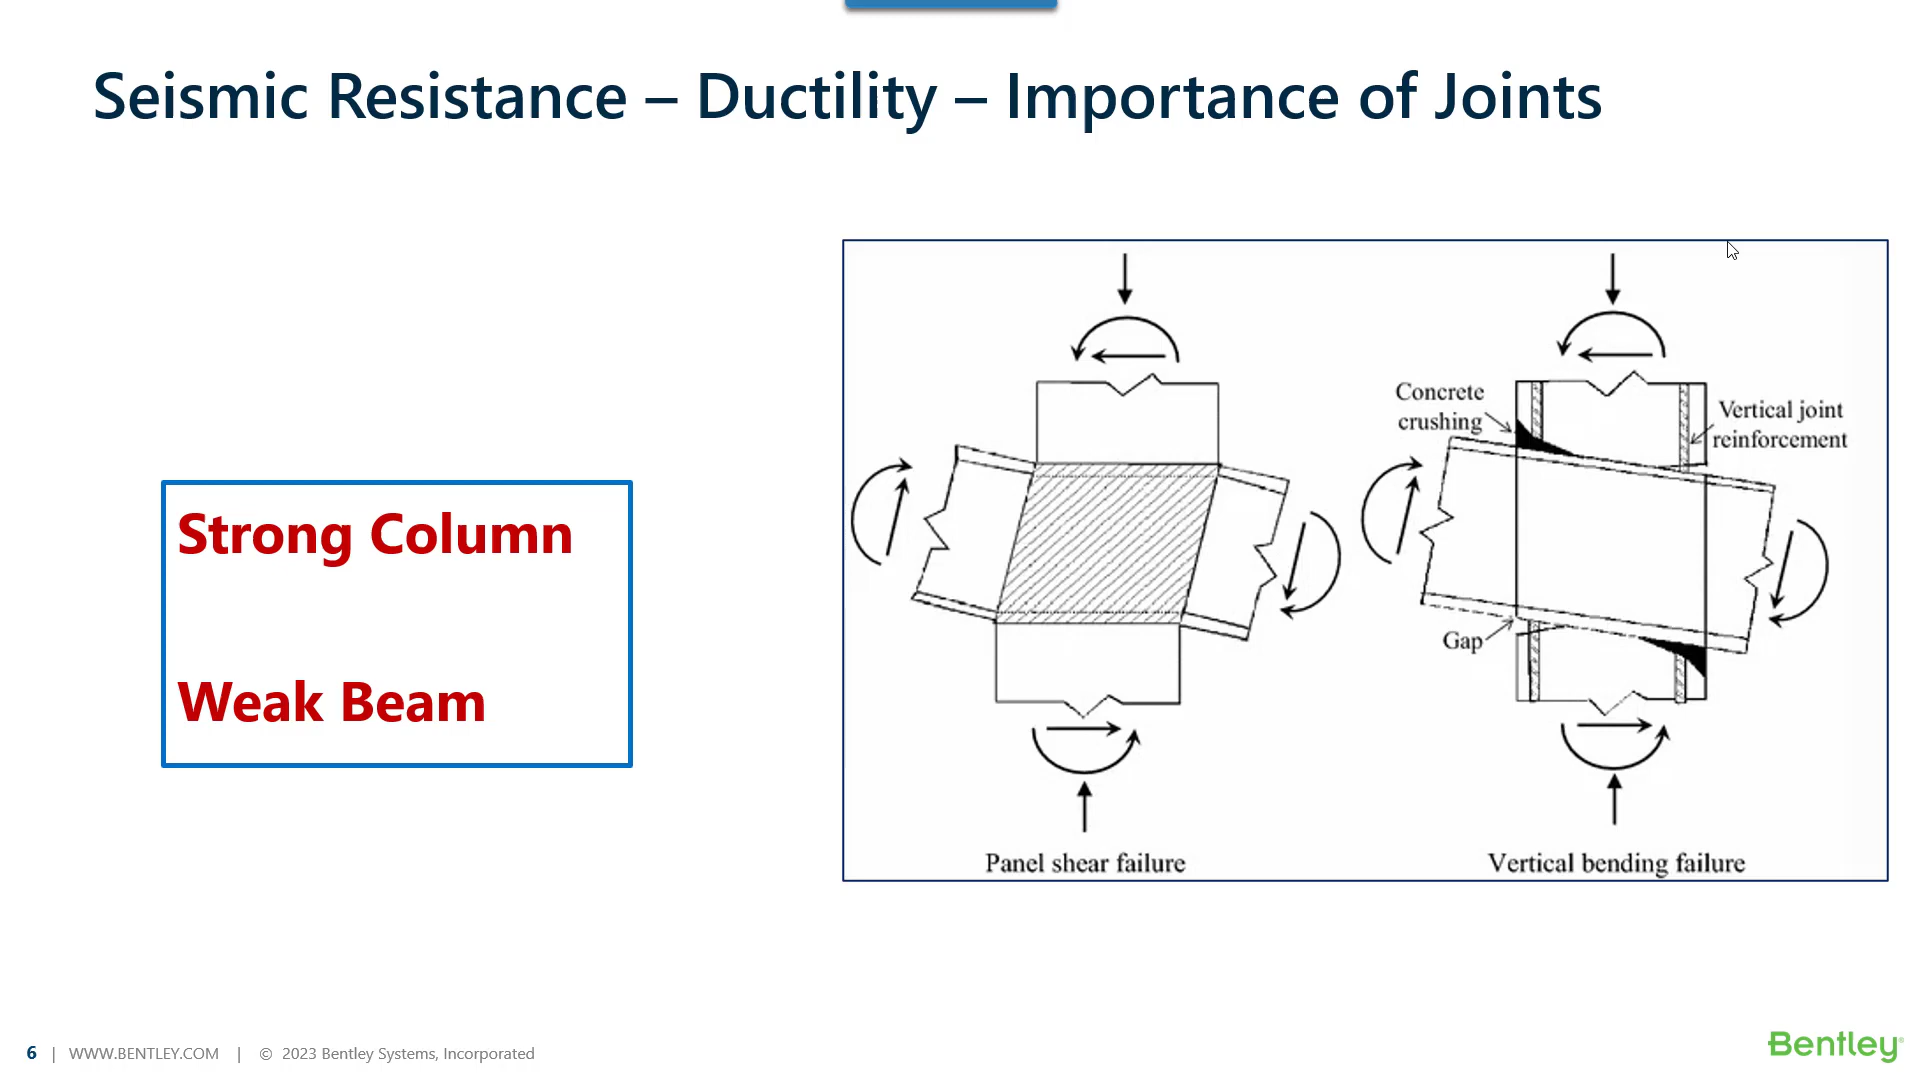 Seismic Resistance – Ductility – Importance of Joints
Strong Column
Weak Beam
Concrete
crushing
Vertical joint
reinforcement
Gap
Panel shear failure
Vertical bending failure
6 | WWW.BENTLEY.COM | © 2023 Bentley Systems, Incorporated
Bentley®